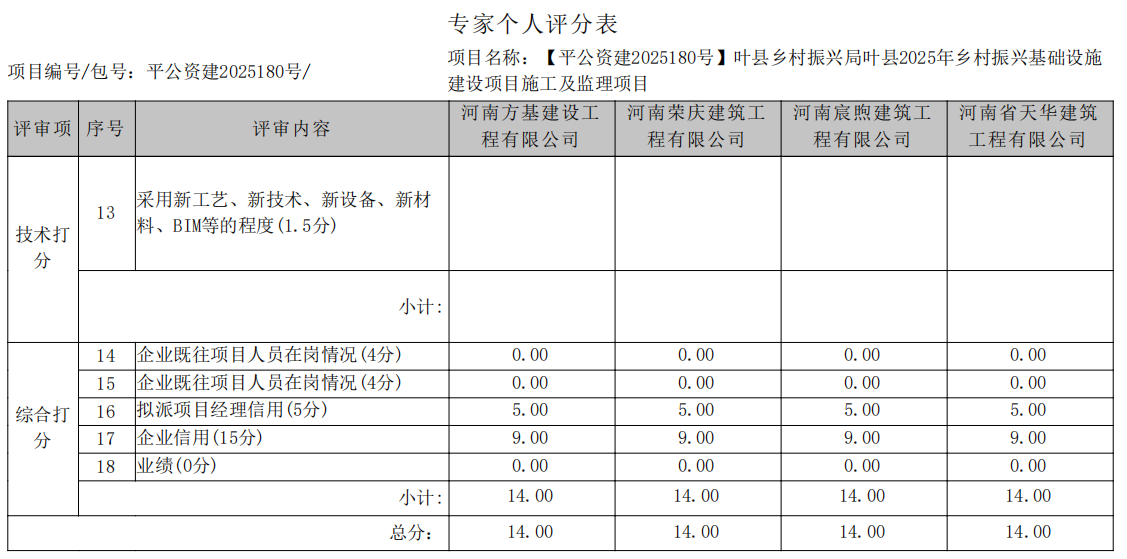 专家个人评分表
项目编号/包号: 平公资建2025180号/
项目名称: 【平公资建2025180号】叶县乡村振兴局叶县2025年乡村振兴基础设施
建设项目施工及监理项目
评审项 序号 评审内容 河南方基建设工程有限公司 河南荣庆建筑工程有限公司 河南宸煦建筑工程有限公司 河南省天华建筑工程有限公司
技术打分
13 采用新工艺、新技术、新设备、新材
料、BIM等的程度(1.5分)
小计:
综合打分
14 企业既往项目人员在岗情况(4分) 0.00 0.00 0.00 0.00
15 企业既往项目人员在岗情况(4分) 0.00 0.00 0.00 0.00
16 拟派项目经理信用(5分) 5.00 5.00 5.00 5.00
17 企业信用(15分) 9.00 9.00 9.00 9.00
18 业绩(0分) 0.00 0.00 0.00 0.00
小计: 14.00 14.00 14.00 14.00
总分: 14.00 14.00 14.00 14.00